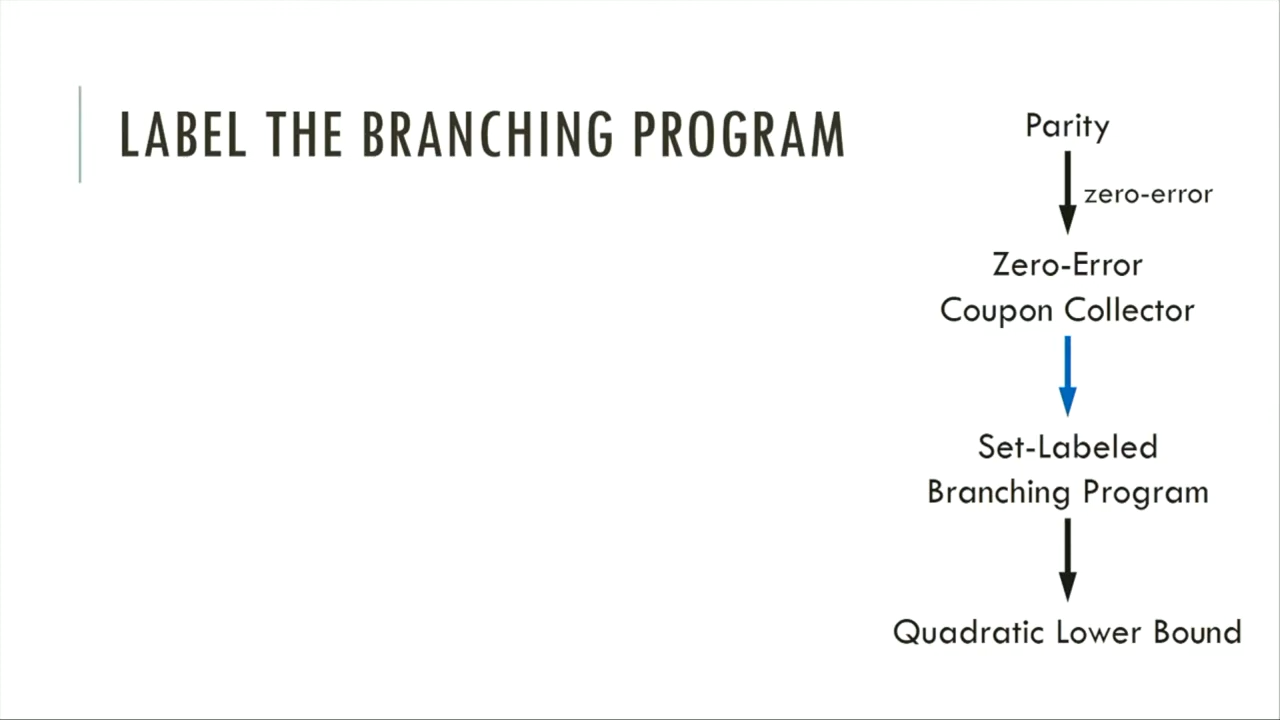 LABEL THE BRANCHING PROGRAM
Parity
zero-error
Zero-Error
Coupon Collector
Set-Labeled
Branching Program
Quadratic Lower Bound